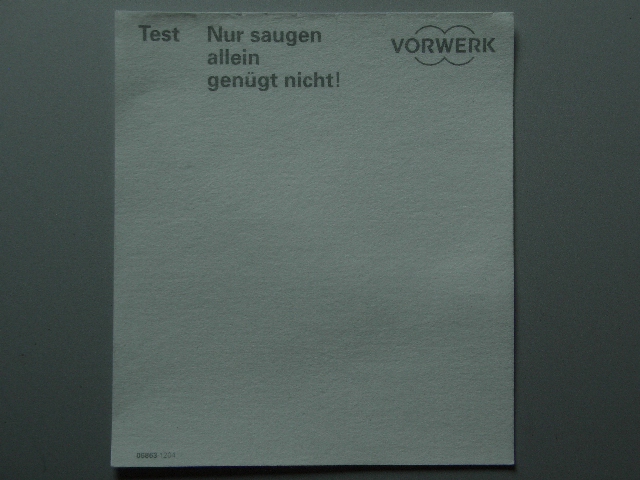 Test
Nur saugen
allein
genügt nicht!
VORWERK